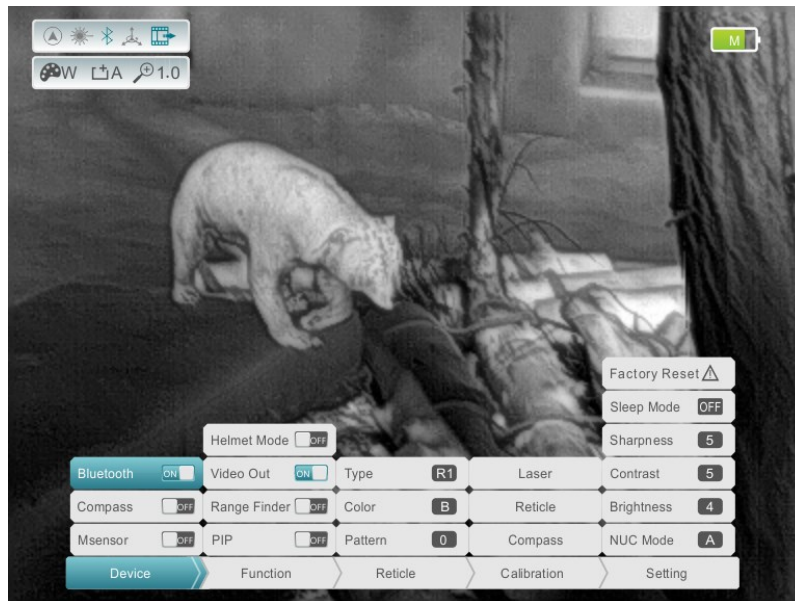 W A 1.0
M
Factory Reset
Sleep Mode OFF
Helmet Mode OFF Sharpness 5
Bluetooth ON Video Out ON Type R1 Laser Contrast 5
Compass OFF Range Finder OFF Color B Reticle Brightness 4
Msensor OFF PIP OFF Pattern 0 Compass NUC Mode A
Device Function Reticle Calibration Setting